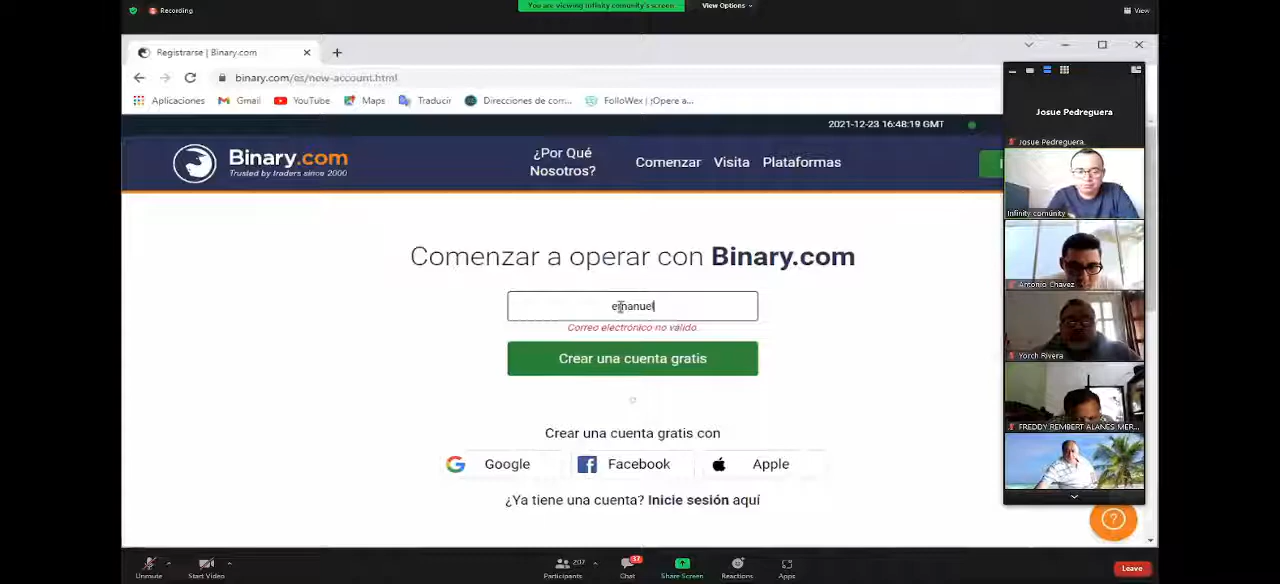 Recording
You are viewing Infinity comunity's screen
View Options
View
Registrarse | Binary.com
binary.com/es/new-account.html
Aplicaciones
Gmail
YouTube
Maps
Traducir
Direcciones de corr...
FolloWex | ¡Opere a...
2021-12-23 16:48:19 GMT
Binary.com
Trusted by traders since 2000
¿Por Qué
Nosotros?
Comenzar
Visita
Plataformas
Josue Pedreguera
Josue Pedreguera
Infinity comúnity
Antonio Chavez
Yorch Rivera
FREDDY REMBERT ALANES MER...
Comenzar a operar con Binary.com
emanuel
Correo electrónico no válido.
Crear una cuenta gratis
Crear una cuenta gratis con
Google
Facebook
Apple
¿Ya tiene una cuenta? Inicie sesión aquí
Unmute
Start Video
207
Participants
37
Chat
Share Screen
Reactions
Apps
Leave